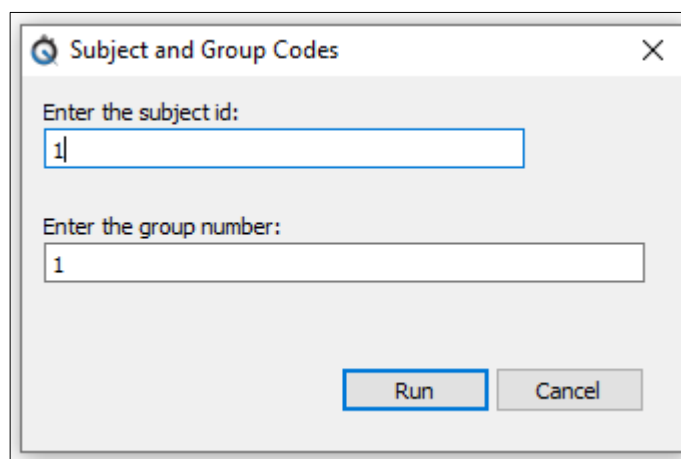 Subject and Group Codes
Enter the subject id:
1
Enter the group number:
1
Run Cancel